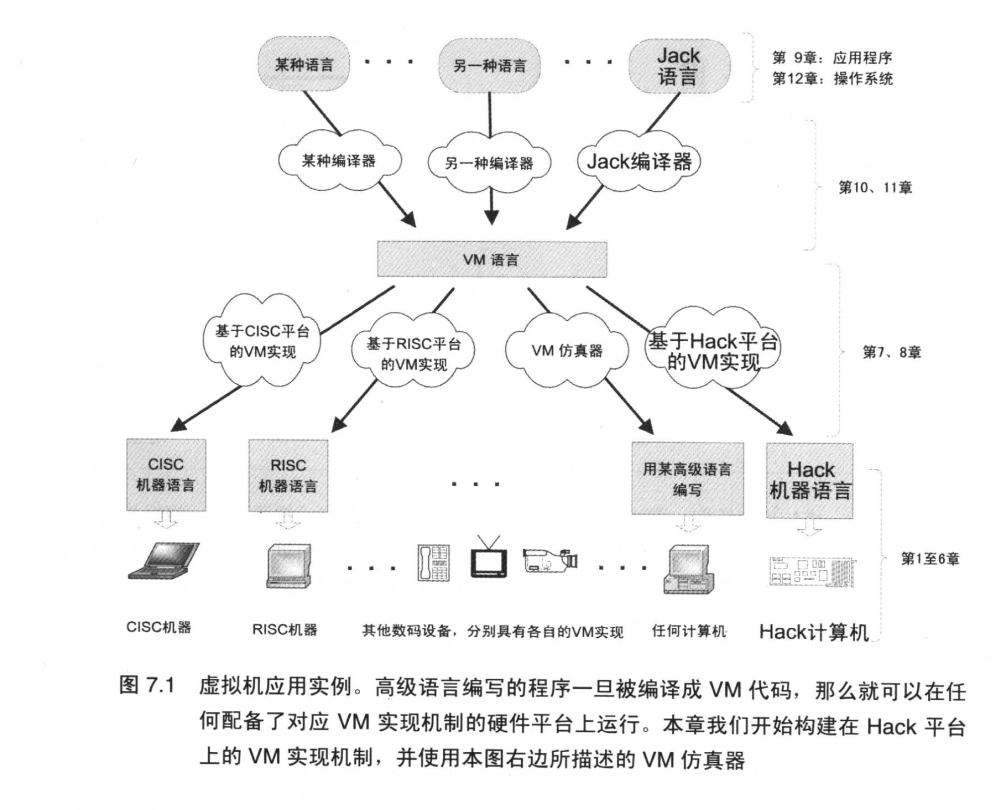 某种语言
· · ·
另一种语言
· · ·
Jack
语言
第 9章：应用程序
第12章：操作系统
某种编译器
另一种编译器
Jack编译器
第10、11章
VM 语言
基于CISC平台
的VM实现
基于RISC平台
的VM实现
VM 仿真器
基于Hack平台
的VM实现
第7、8章
CISC
机器语言
RISC
机器语言
· · ·
用某高级语言
编写
Hack
机器语言
· · ·
· · ·
第1至6章
CISC机器
RISC机器
其他数码设备，分别具有各自的VM实现
任何计算机
Hack计算机
图 7.1 虚拟机应用实例。高级语言编写的程序一旦被编译成 VM 代码，那么就可以在任
何配备了对应 VM 实现机制的硬件平台上运行。本章我们开始构建在 Hack 平台
上的 VM 实现机制，并使用本图右边所描述的 VM 仿真器